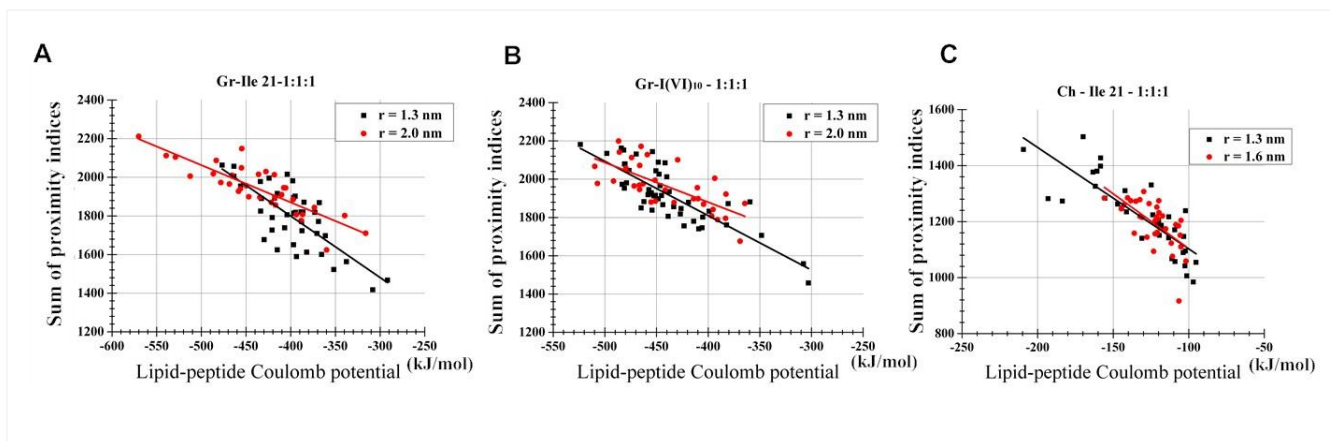 A
Gr-Ile 21-1:1:1
r = 1.3 nm
r = 2.0 nm
Sum of proximity indices
2400
2200
2000
1800
1600
1400
1200
-600
-550
-500
-450
-400
-350
-300
-250
Lipid-peptide Coulomb potential (kJ/mol)
B
Gr-I(VI)10 - 1:1:1
r = 1.3 nm
r = 2.0 nm
Sum of proximity indices
2400
2200
2000
1800
1600
1400
1200
-550
-500
-450
-400
-350
-300
-250
Lipid-peptide Coulomb potential (kJ/mol)
C
Ch - Ile 21 - 1:1:1
r = 1.3 nm
r = 1.6 nm
Sum of proximity indices
1600
1400
1200
1000
800
-250
-200
-150
-100
-50
Lipid-peptide Coulomb potential (kJ/mol)